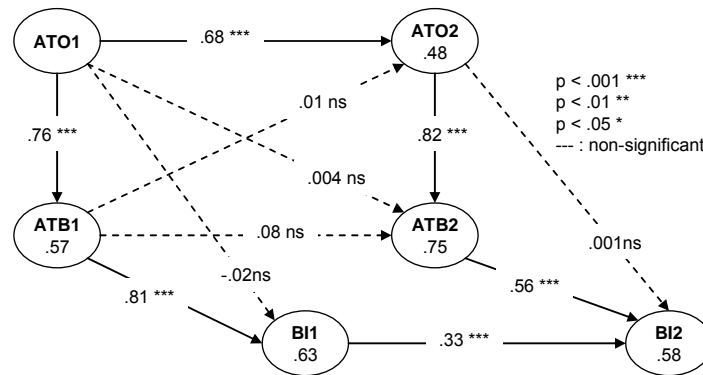 ATO1
.68 ***
ATO2
.48
p < .001 ***
p < .01 **
p < .05 *
--- : non-significant
.01 ns
.76 ***
.82 ***
.004 ns
ATB1
.57
.08 ns
ATB2
.75
.001ns
-.02ns
.81 ***
.56 ***
BI1
.63
.33 ***
BI2
.58